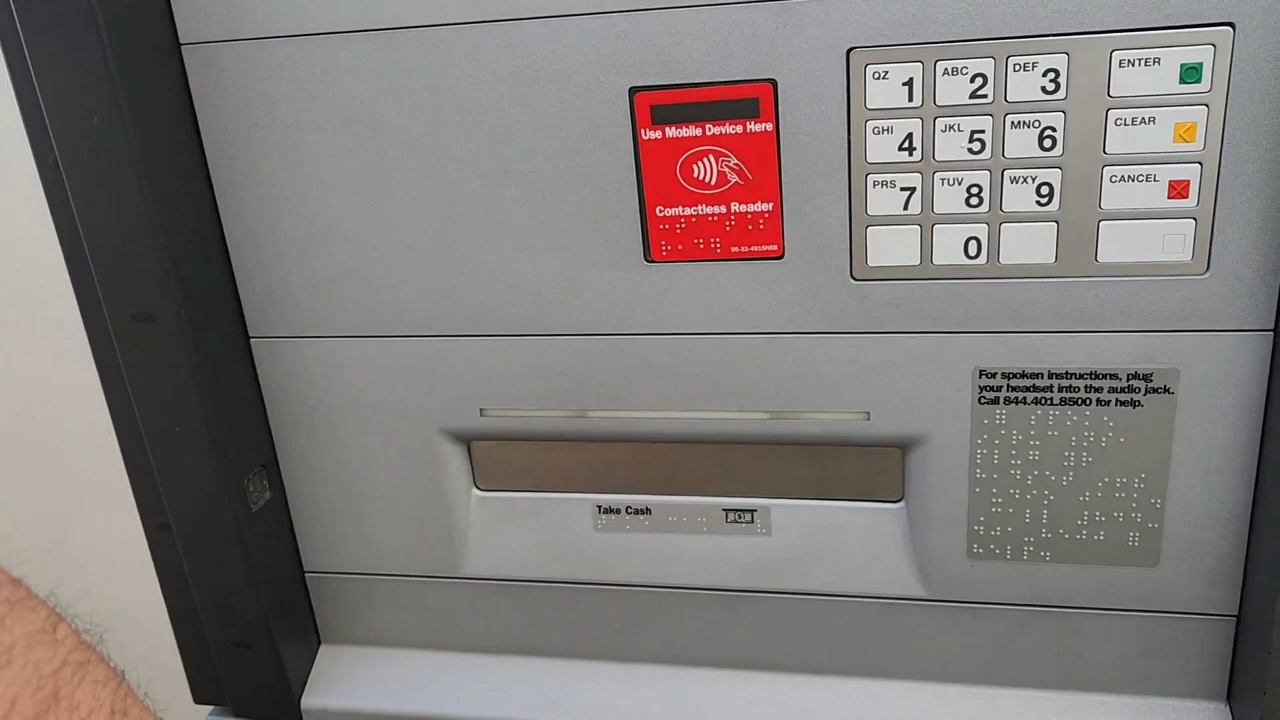 QZ 1 ABC 2 DEF 3 ENTER
GHI 4 JKL 5 MNO 6 CLEAR
PRS 7 TUV 8 WXY 9 CANCEL
0
Use Mobile Device Here
Contactless Reader
95-33-4915NSB
For spoken instructions, plug
your headset into the audio jack.
Call 844.401.8500 for help.
Take Cash